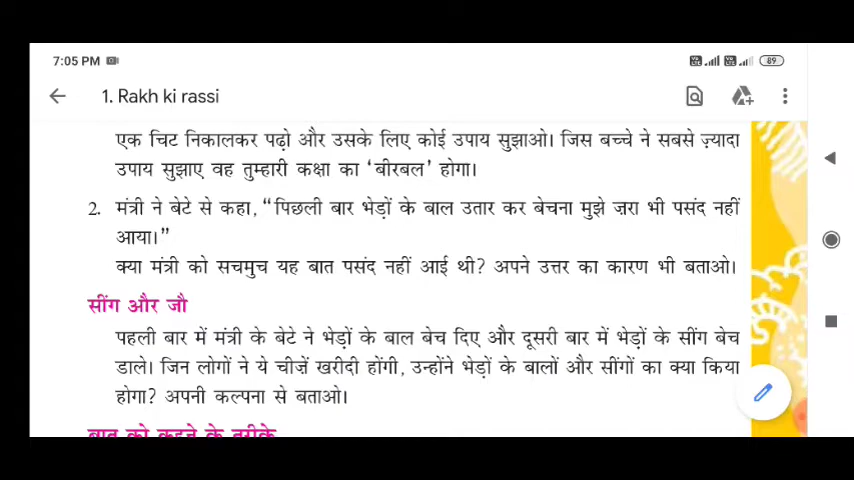 7:05 PM
89
1. Rakh ki rassi
एक चिट निकालकर पढ़ो और उसके लिए कोई उपाय सुझाओ। जिस बच्चे ने सबसे ज़्यादा
उपाय सुझाए वह तुम्हारी कक्षा का ‘बीरबल’ होगा।
2. मंत्री ने बेटे से कहा, “पिछली बार भेड़ों के बाल उतार कर बेचना मुझे ज़रा भी पसंद नहीं
आया।”
क्या मंत्री को सचमुच यह बात पसंद नहीं आई थी? अपने उत्तर का कारण भी बताओ।
सींग और जौ
पहली बार में मंत्री के बेटे ने भेड़ों के बाल बेच दिए और दूसरी बार में भेड़ों के सींग बेच
डाले। जिन लोगों ने ये चीज़ें खरीदी होंगी, उन्होंने भेड़ों के बालों और सींगों का क्या किया
होगा? अपनी कल्पना से बताओ।
बात को कहने के तरीके